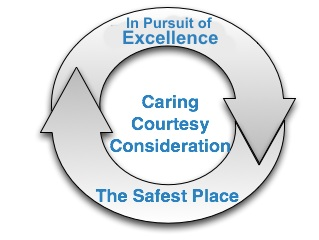 In Pursuit of
Excellence
Caring
Courtesy
Consideration
The Safest Place